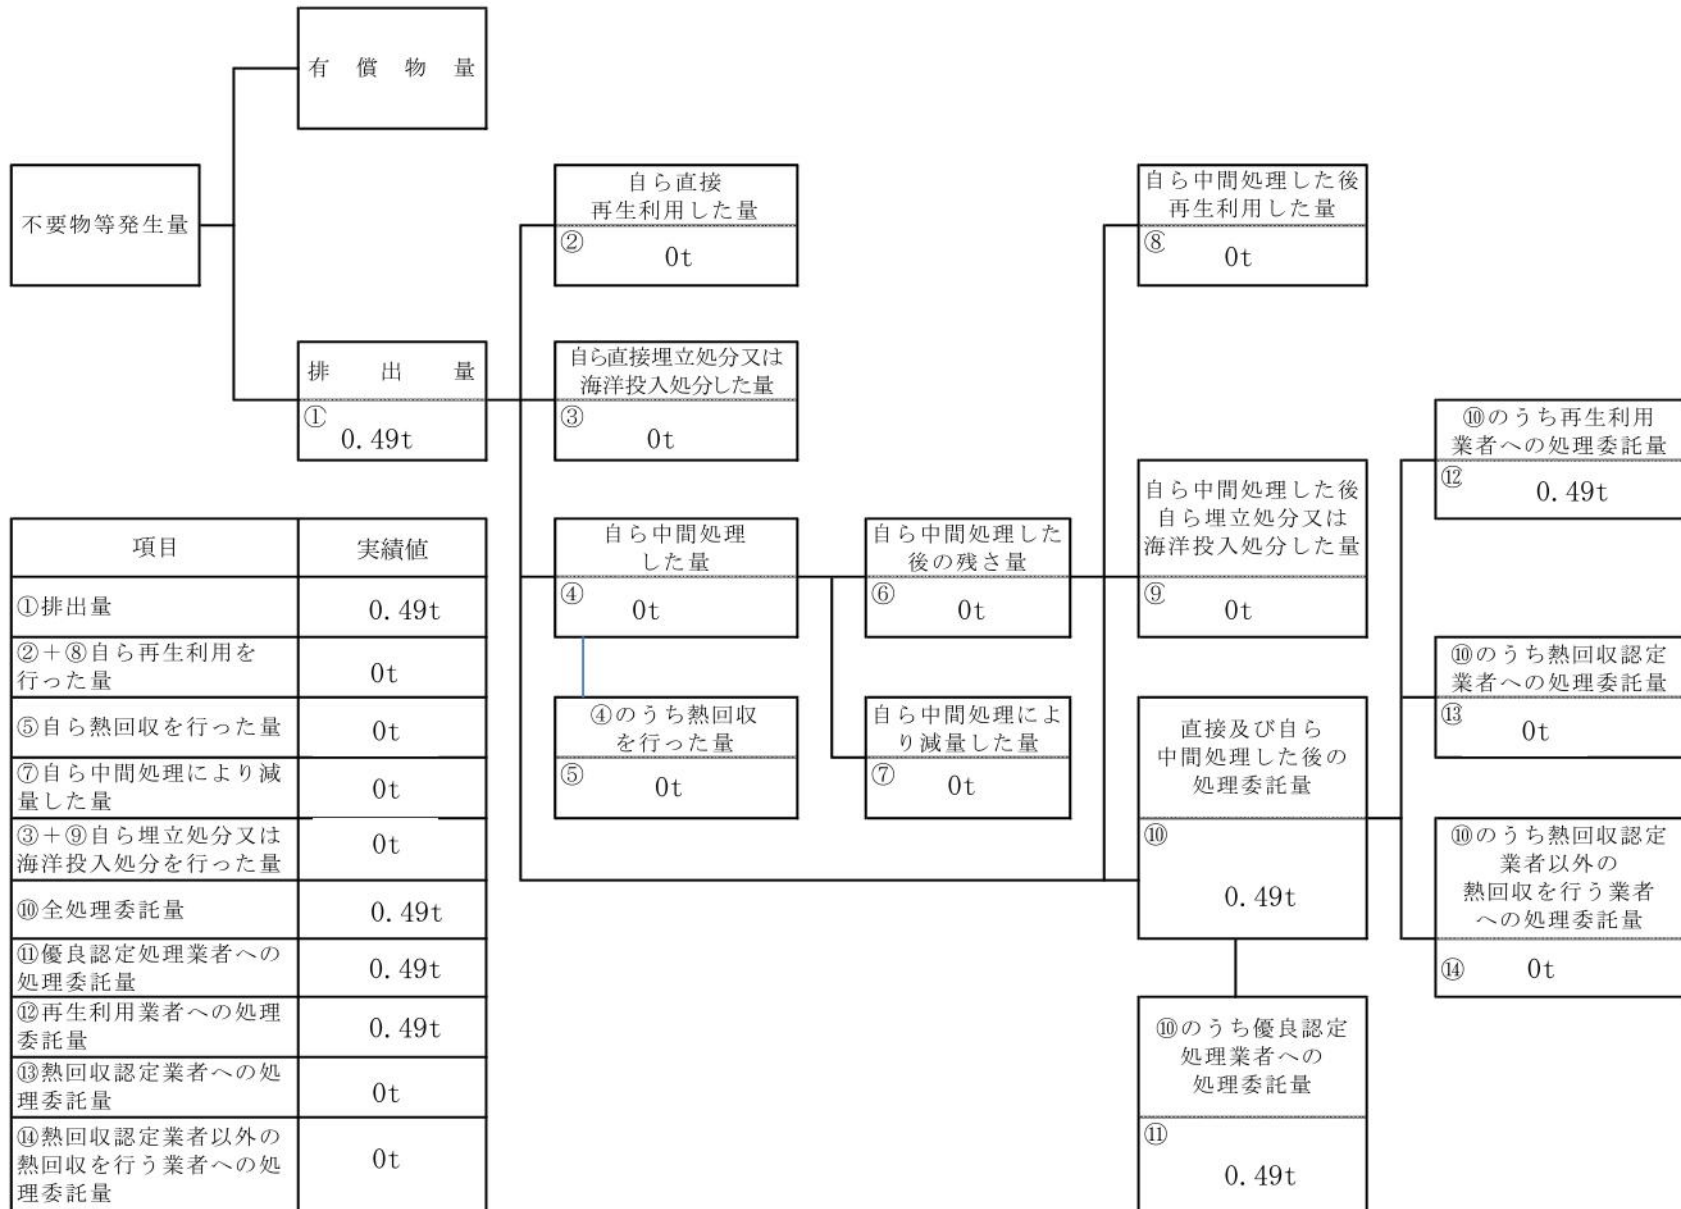 有償物量
不要物等発生量
排出量
①
0.49t
自ら直接
再生利用した量
②
0t
自ら直接埋立処分又は
海洋投入処分した量
③
0t
自ら中間処理
した量
④
0t
④のうち熱回収
を行った量
⑤
0t
自ら中間処理した
後の残さ量
⑥
0t
自ら中間処理によ
り減量した量
⑦
0t
自ら中間処理した後
再生利用した量
⑧
0t
自ら中間処理した後
自ら埋立処分又は
海洋投入処分した量
⑨
0t
直接及び自ら
中間処理した後の
処理委託量
⑩
0.49t
⑩のうち優良認定
処理業者への
処理委託量
⑪
0.49t
⑩のうち再生利用
業者への処理委託量
⑫
0.49t
⑩のうち熱回収認定
業者への処理委託量
⑬
0t
⑩のうち熱回収認定
業者以外の
熱回収を行う業者
への処理委託量
⑭
0t
項目 実績値
①排出量 0.49t
②+⑧自ら再生利用を
行った量 0t
⑤自ら熱回収を行った量 0t
⑦自ら中間処理により減
量した量 0t
③+⑨自ら埋立処分又は
海洋投入処分を行った量 0t
⑩全処理委託量 0.49t
⑪優良認定処理業者への
処理委託量 0.49t
⑫再生利用業者への処理
委託量 0.49t
⑬熱回収認定業者への処
理委託量 0t
⑭熱回収認定業者以外の
熱回収を行う業者への処
理委託量 0t